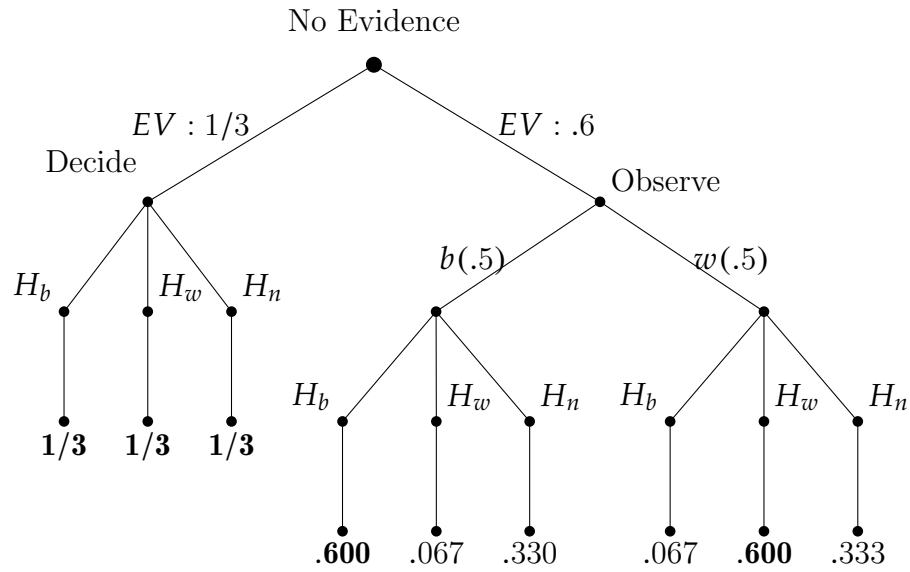 No Evidence
EV : 1/3
EV : .6
Decide
Observe
b(.5)
w(.5)
H_b H_w H_n
1/3 1/3 1/3
H_b H_w H_n H_b H_w H_n
.600 .067 .330 .067 .600 .333